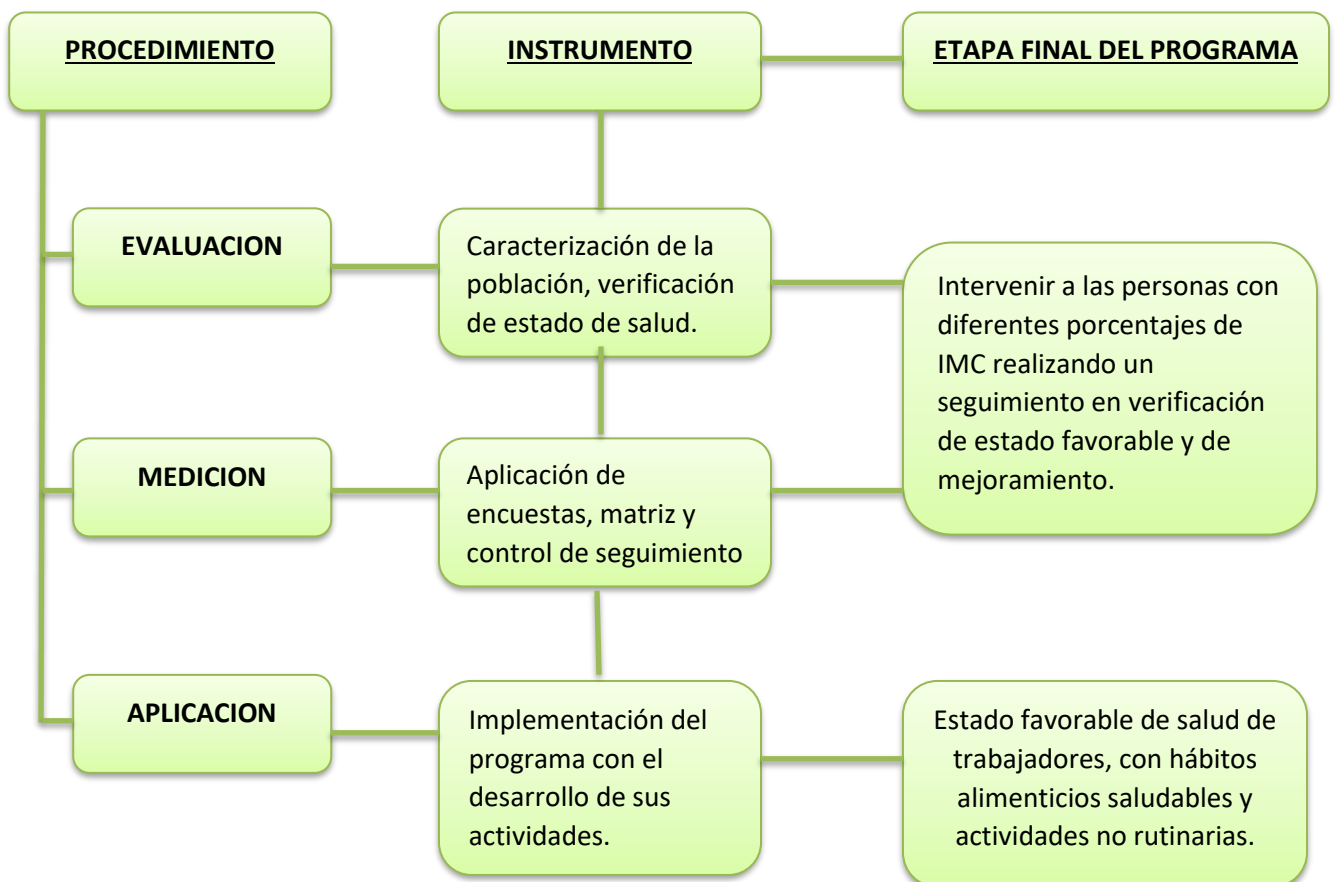 PROCEDIMIENTO
INSTRUMENTO
ETAPA FINAL DEL PROGRAMA
EVALUACION
Caracterización de la
población, verificación
de estado de salud.
Intervenir a las personas con
diferentes porcentajes de
IMC realizando un
seguimiento en verificación
de estado favorable y de
mejoramiento.
MEDICION
Aplicación de
encuestas, matriz y
control de seguimiento
APLICACION
Implementación del
programa con el
desarrollo de sus
actividades.
Estado favorable de salud de
trabajadores, con hábitos
alimenticios saludables y
actividades no rutinarias.